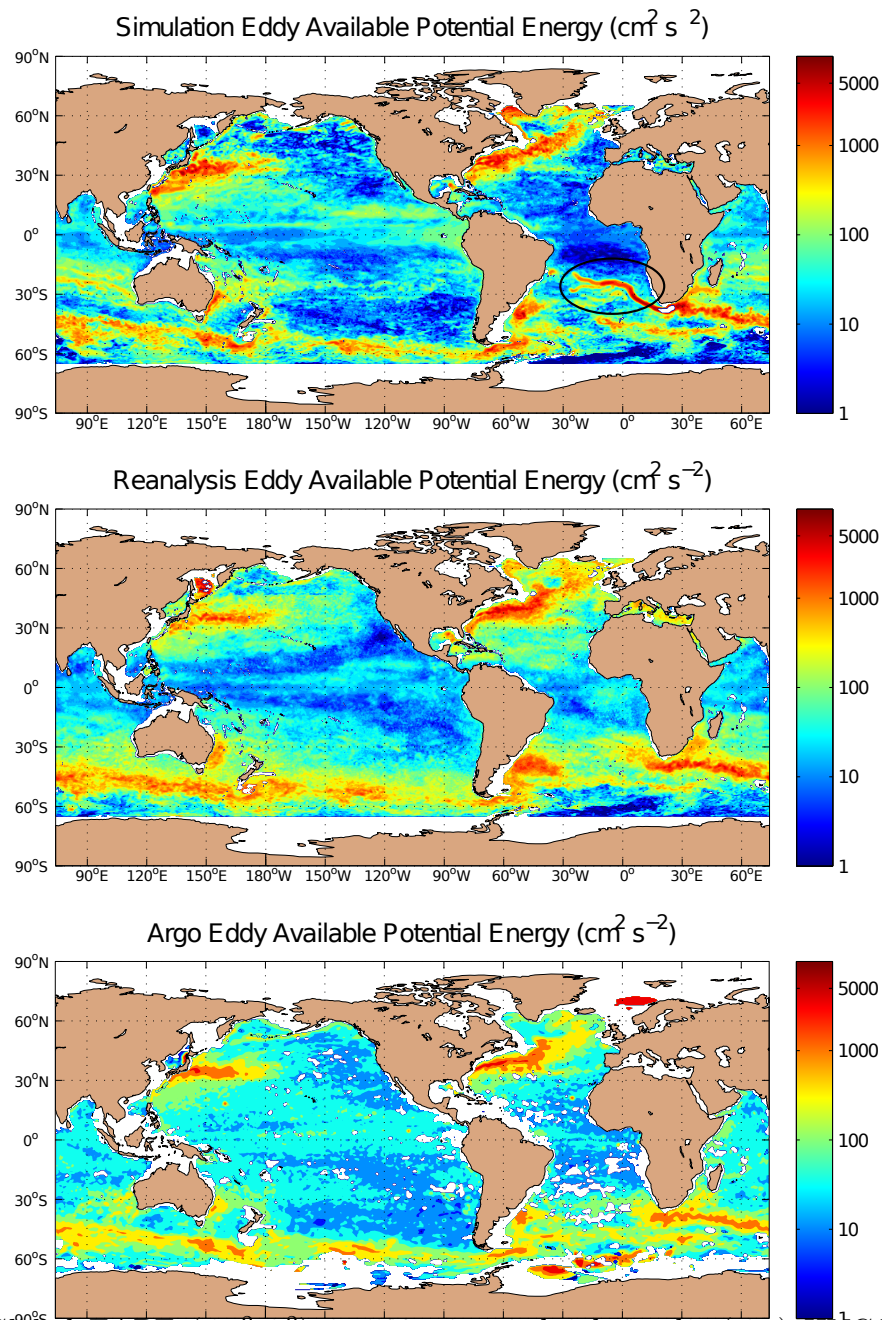 Simulation Eddy Available Potential Energy (cm² s ²)
90°N
60°N
30°N
0°
30°S
60°S
90°S
90°E 120°E 150°E 180°W 150°W 120°W 90°W 60°W 30°W 0° 30°E 60°E
5000
1000
100
10
1
Reanalysis Eddy Available Potential Energy (cm² s⁻²)
90°N
60°N
30°N
0°
30°S
60°S
90°S
90°E 120°E 150°E 180°W 150°W 120°W 90°W 60°W 30°W 0° 30°E 60°E
5000
1000
100
10
1
Argo Eddy Available Potential Energy (cm² s⁻²)
90°N
60°N
30°N
0°
30°S
60°S
90°S
5000
1000
100
10
1